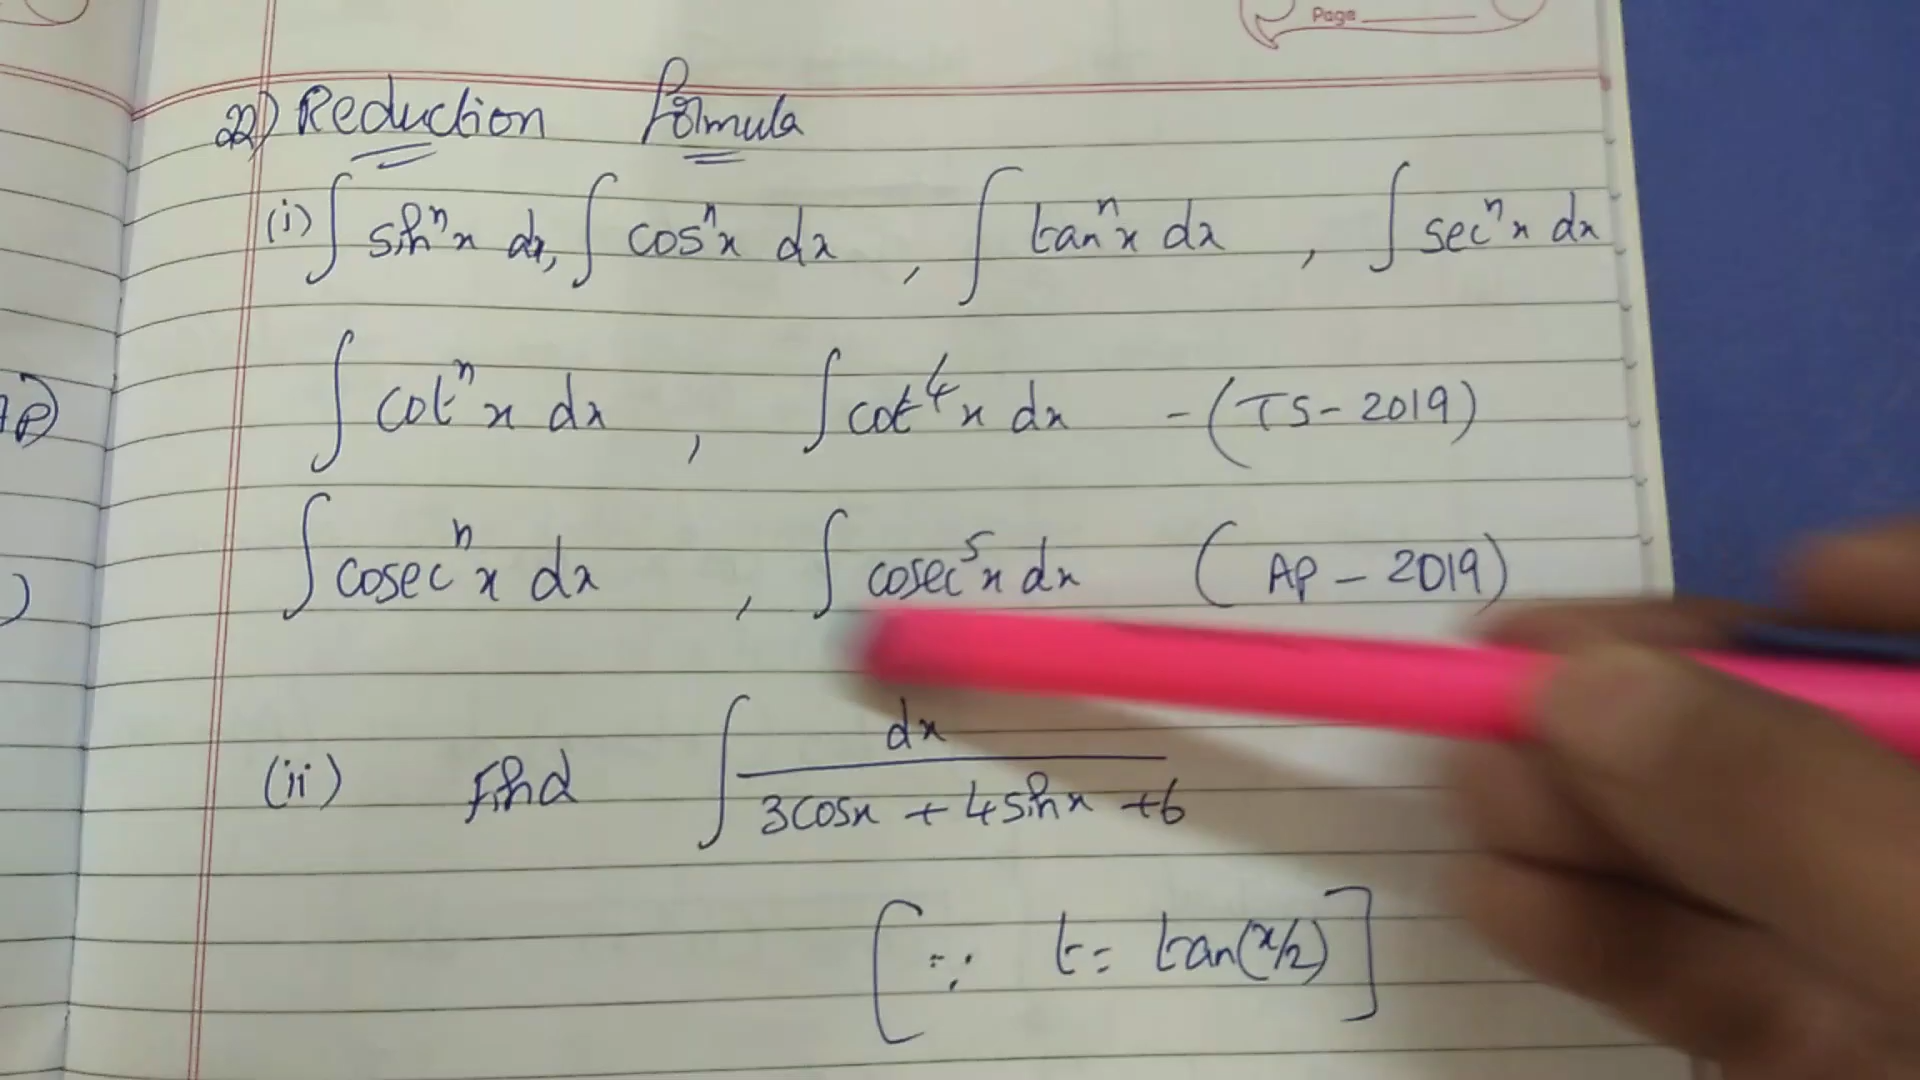 Page
22) Reduction Formula
(i) ∫ sinⁿx dx, ∫ cosⁿx dx , ∫ tanⁿx dx , ∫ secⁿx dx
∫ cotⁿx dx , ∫ cot⁴x dx - (TS-2019)
∫ cosecⁿx dx , ∫ cosec⁵x dx (AP-2019)
(ii) Find ∫ dx / 3cosx + 4sinx +6
[∵ t = tan(x/2)]